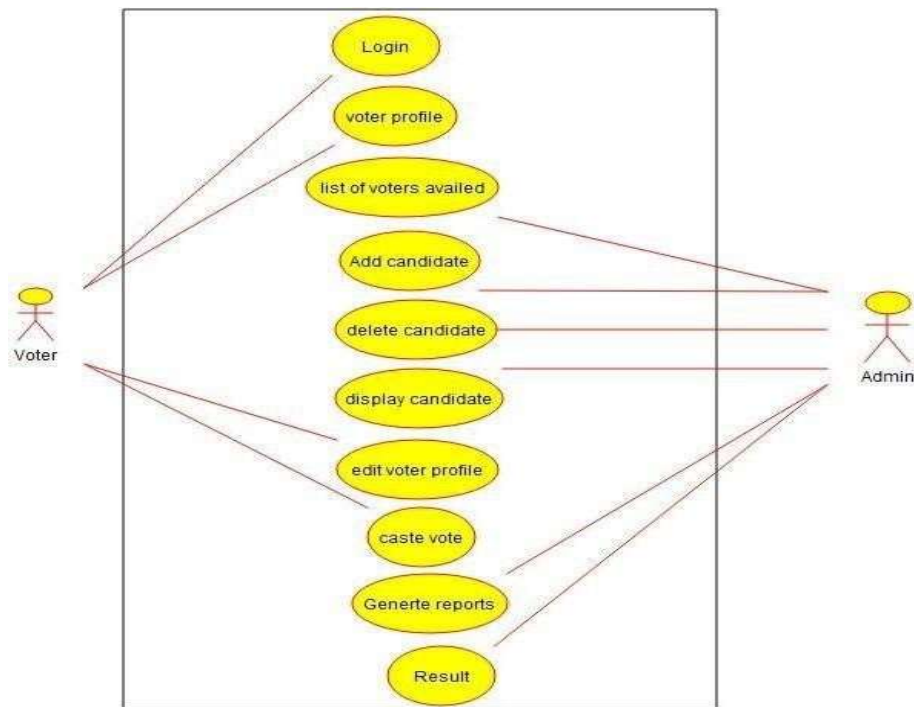 Login
voter profile
list of voters availed
Add candidate
delete candidate
Voter
Admin
display candidate
edit voter profile
caste vote
Generte reports
Result